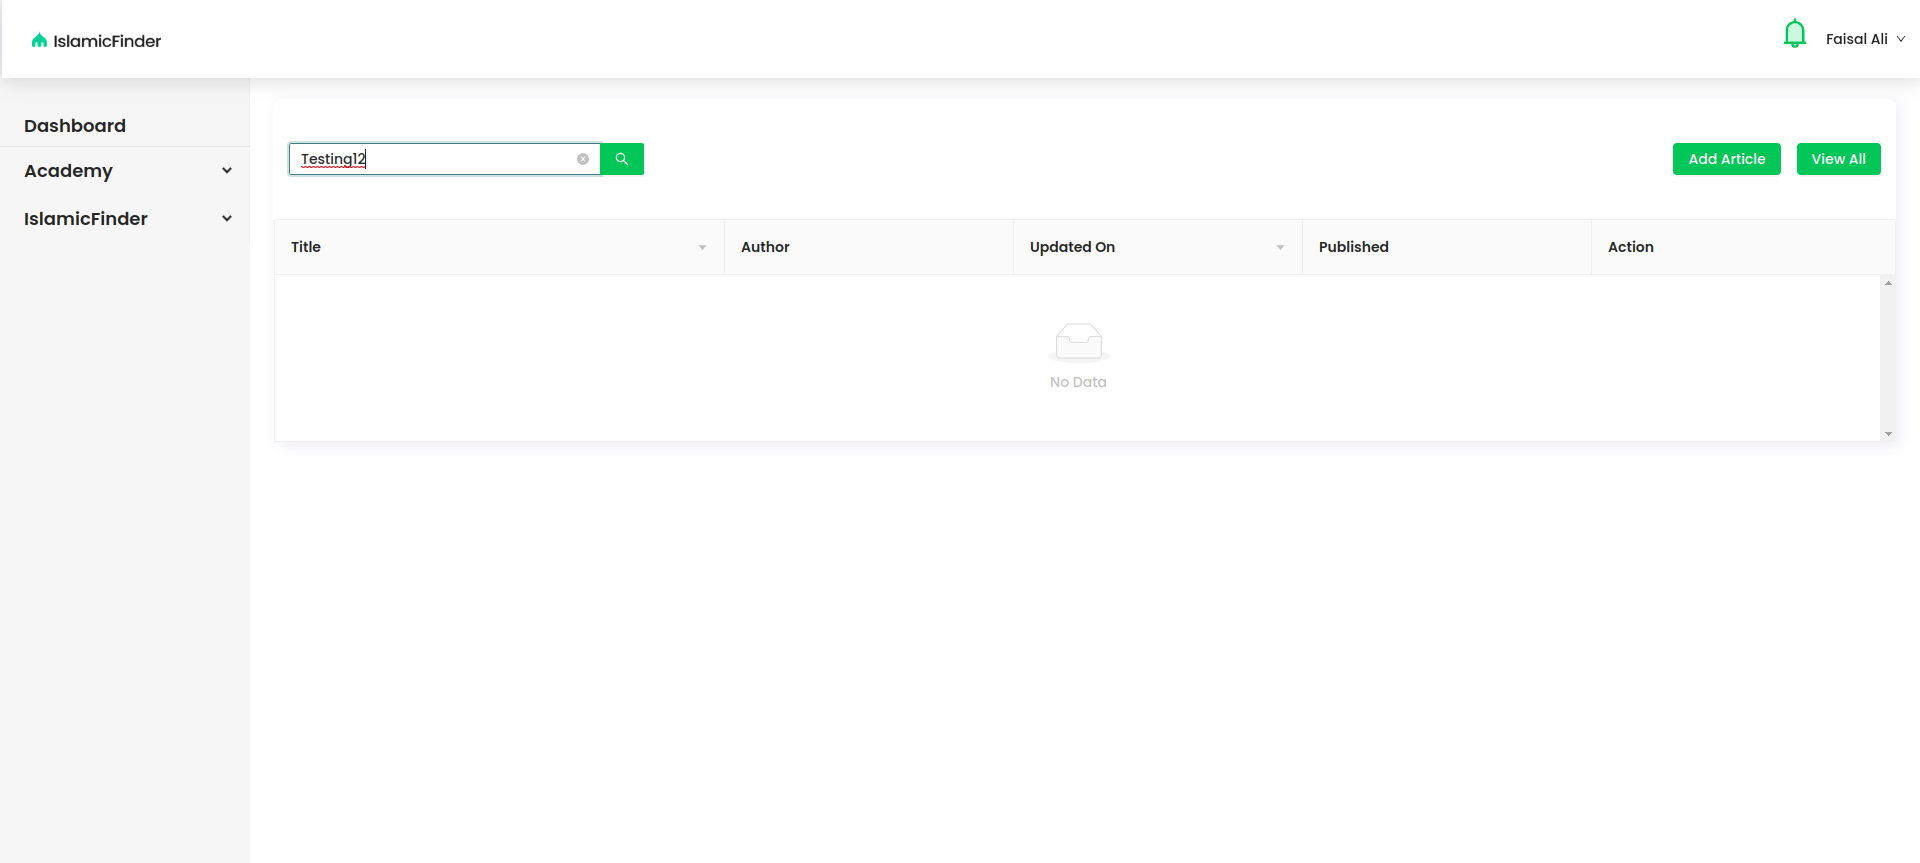 IslamicFinder
Faisal Ali
Dashboard
Academy
IslamicFinder
Testing12
Add Article
View All
Title
Author
Updated On
Published
Action
No Data